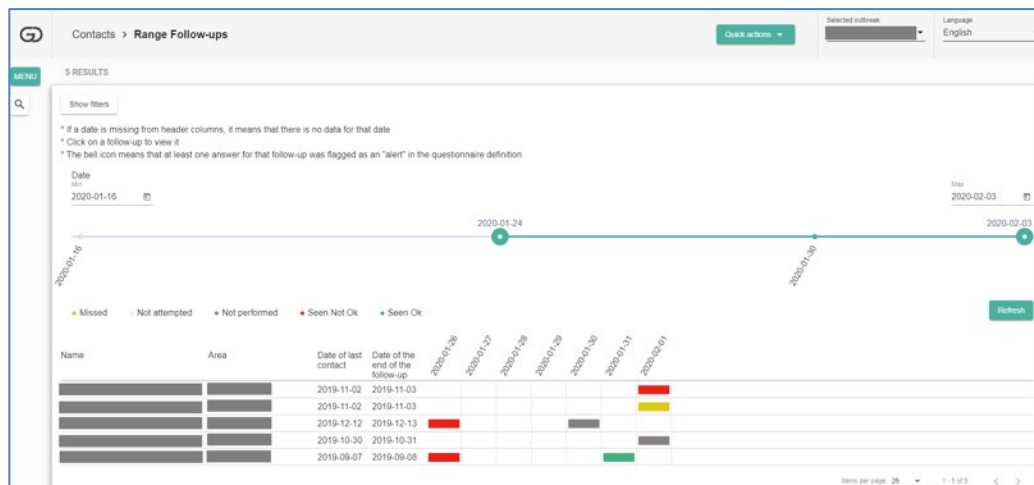 Contacts > Range Follow-ups
Quick actions
Selected outbreak
Language
English
MENU
5 RESULTS
Show filters
* If a date is missing from header columns, it means that there is no data for that date
* Click on a follow-up to view it
* The bell icon means that at least one answer for that follow-up was flagged as an "alert" in the questionnaire definition
Date
Min
2020-01-16
Max
2020-02-03
2020-01-24
2020-02-03
2020-01-16
2020-01-30
Missed Not attempted Not performed Seen Not Ok Seen Ok
Refresh
Name Area Date of last contact Date of the end of the follow-up 2020-01-26 2020-01-27 2020-01-28 2020-01-29 2020-01-30 2020-01-31 2020-02-01
2019-11-02 2019-11-03
2019-11-02 2019-11-03
2019-12-12 2019-12-13
2019-10-30 2019-10-31
2019-09-07 2019-09-08
Items per page 25 1 - 5 of 5